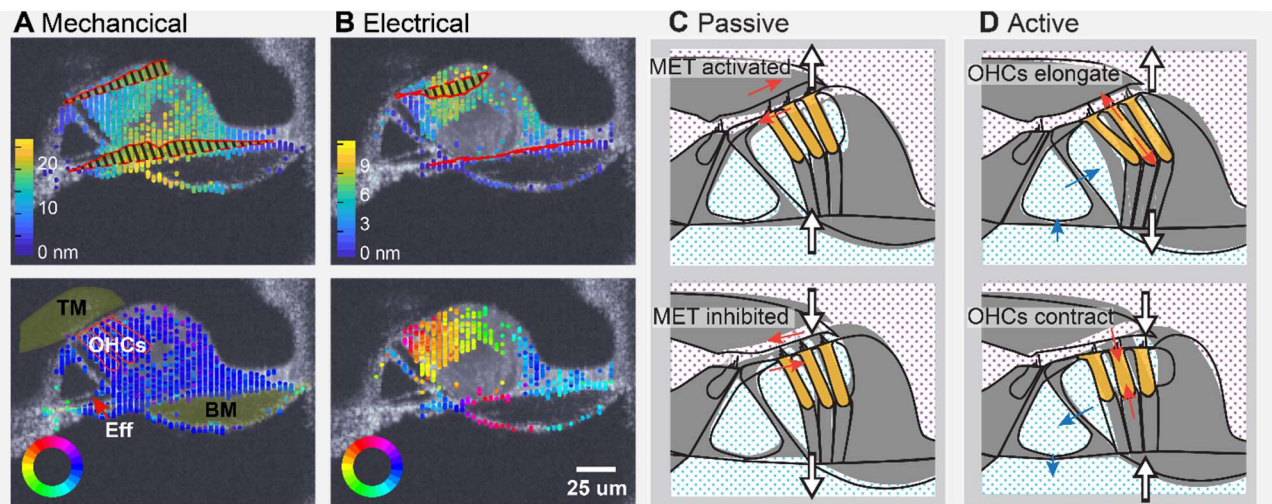 A Mechancical
B Electrical
C Passive
D Active
20
10
0 nm
9
6
3
0 nm
MET activated
OHCs elongate
TM
OHCs
BM
Eff
25 um
MET inhibited
OHCs contract